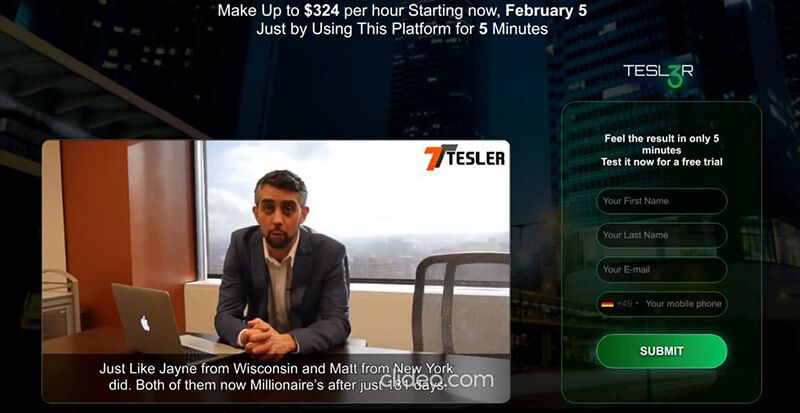 Make Up to $324 per hour Starting now, February 5
Just by Using This Platform for 5 Minutes
TESL3R
TESLER
Feel the result in only 5
minutes
Test it now for a free trial
Your First Name
Your Last Name
Your E-mail
+49 Your mobile phone
SUBMIT
Just Like Jayne from Wisconsin and Matt from New York
did. Both of them now Millionaire's after just days.
clideo.com